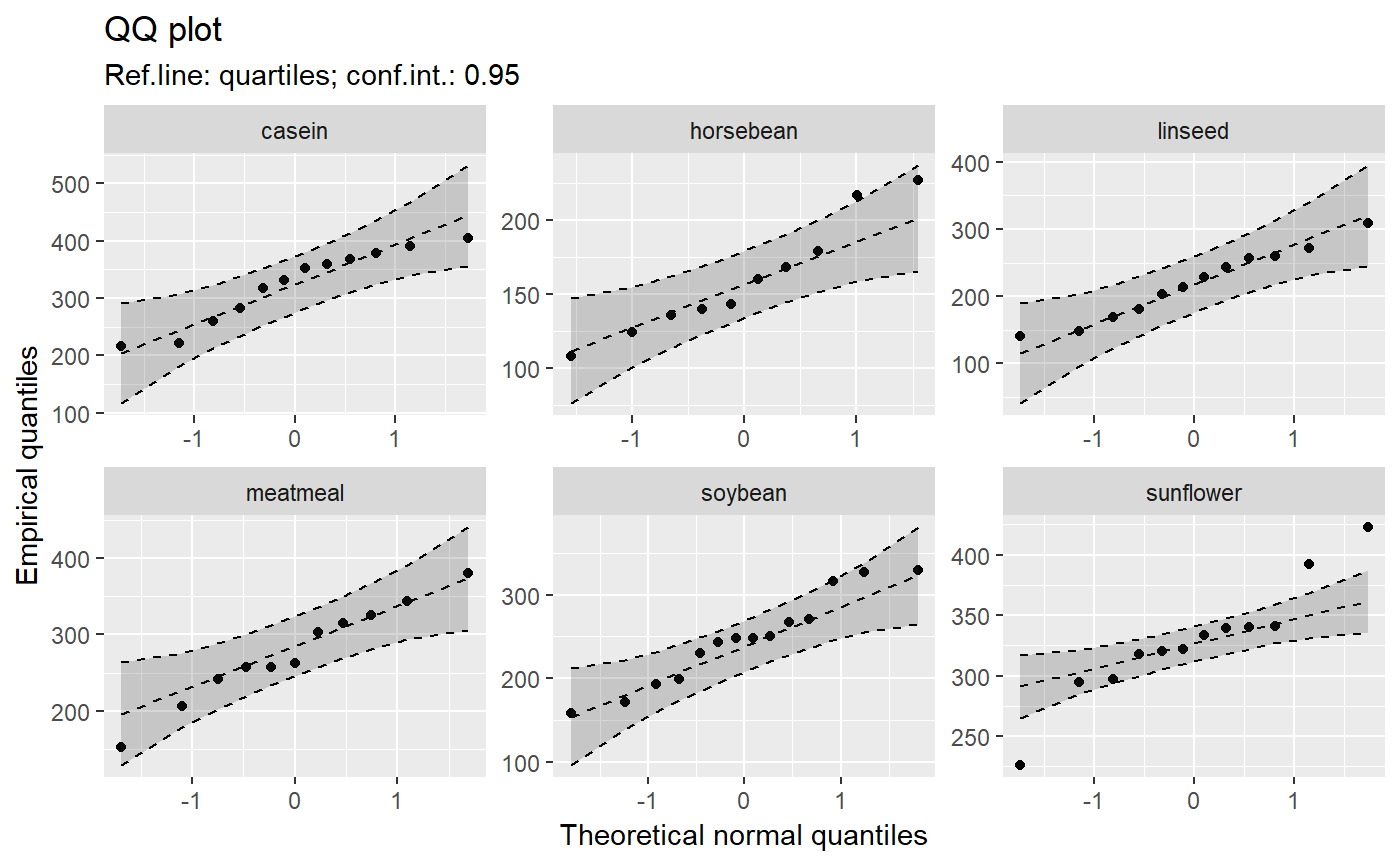 QQ plot
Ref.line: quartiles; conf.int.: 0.95
Empirical quantiles
casein
500
400
300
200
100
-1 0 1
horsebean
200
150
100
-1 0 1
linseed
400
300
200
100
-1 0 1
meatmeal
400
300
200
-1 0 1
soybean
300
200
100
-1 0 1
sunflower
400
350
300
250
-1 0 1
Theoretical normal quantiles